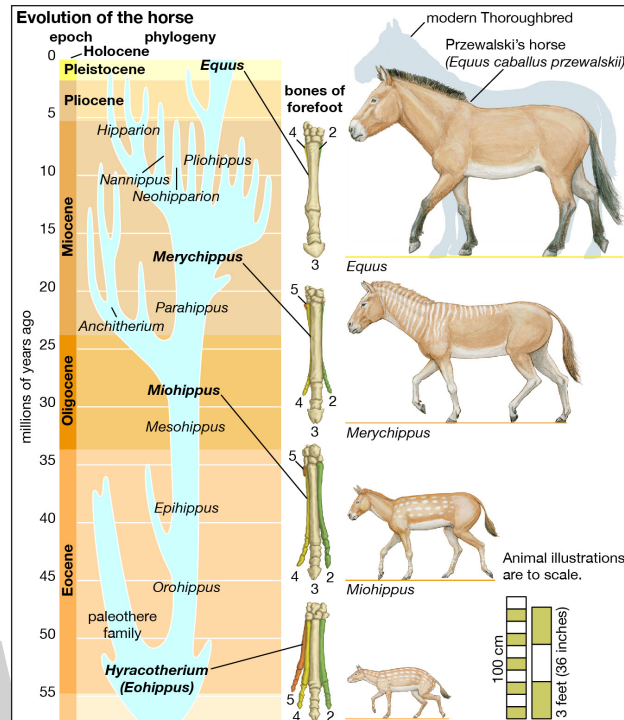 Evolution of the horse
epoch
phylogeny
Holocene
Pleistocene
Pliocene
Miocene
Oligocene
Eocene
millions of years ago
0
5
10
15
20
25
30
35
40
45
50
55
Equus
Hipparion
Pliohippus
Nannippus
Neohipparion
Merychippus
Parahippus
Anchitherium
Miohippus
Mesohippus
Epihippus
Orohippus
paleothere
family
Hyracotherium
(Eohippus)
bones of
forefoot
4
2
3
5
4
2
3
5
4
2
3
5
4
2
modern Thoroughbred
Przewalski's horse
(Equus caballus przewalskii)
Equus
Merychippus
Miohippus
Animal illustrations
are to scale.
100 cm
3 feet (36 inches)